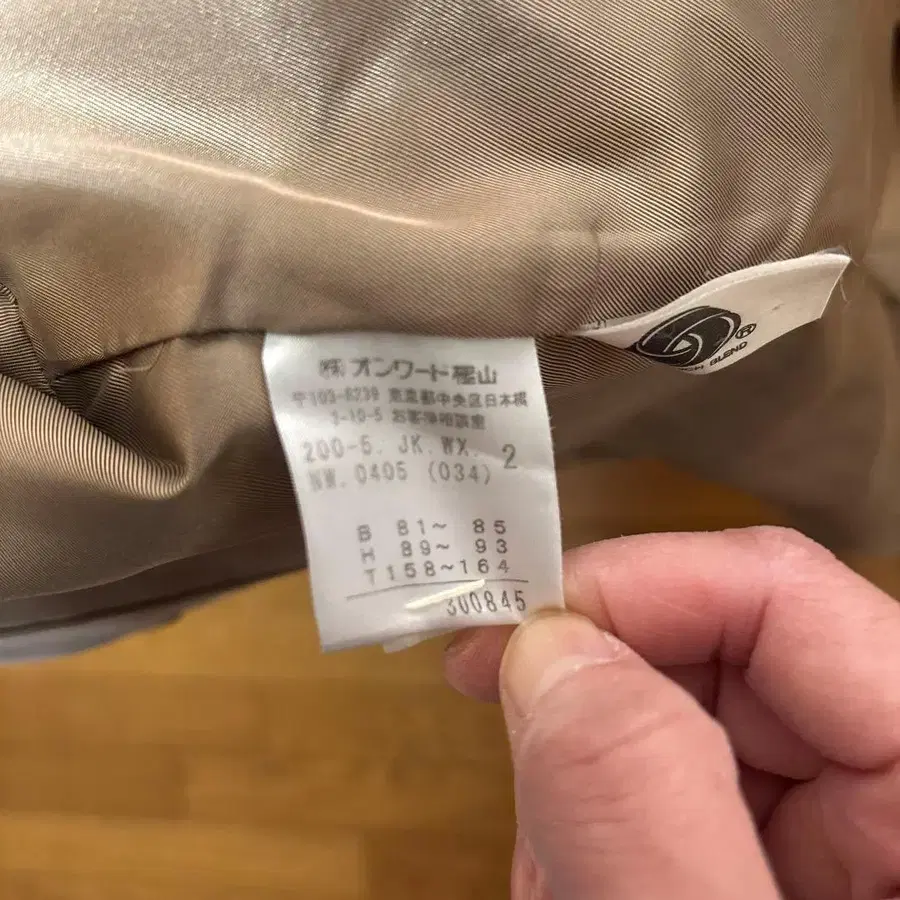 ㈱オンワード樫山
〒103-8239 東京都中央区日本橋
3-10-5 お客様相談室
200-5. JK. WX. 2
NW. 0405 (034)
B 81~ 85
H 89~ 93
T158~164
300845
BLEND
®